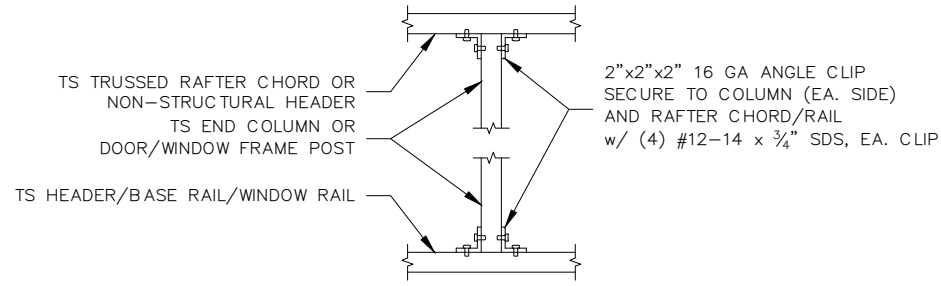 TS TRUSSED RAFTER CHORD OR
NON-STRUCTURAL HEADER
TS END COLUMN OR
DOOR/WINDOW FRAME POST
TS HEADER/BASE RAIL/WINDOW RAIL
2"x2"x2" 16 GA ANGLE CLIP
SECURE TO COLUMN (EA. SIDE)
AND RAFTER CHORD/RAIL
w/ (4) #12-14 x ¾" SDS, EA. CLIP